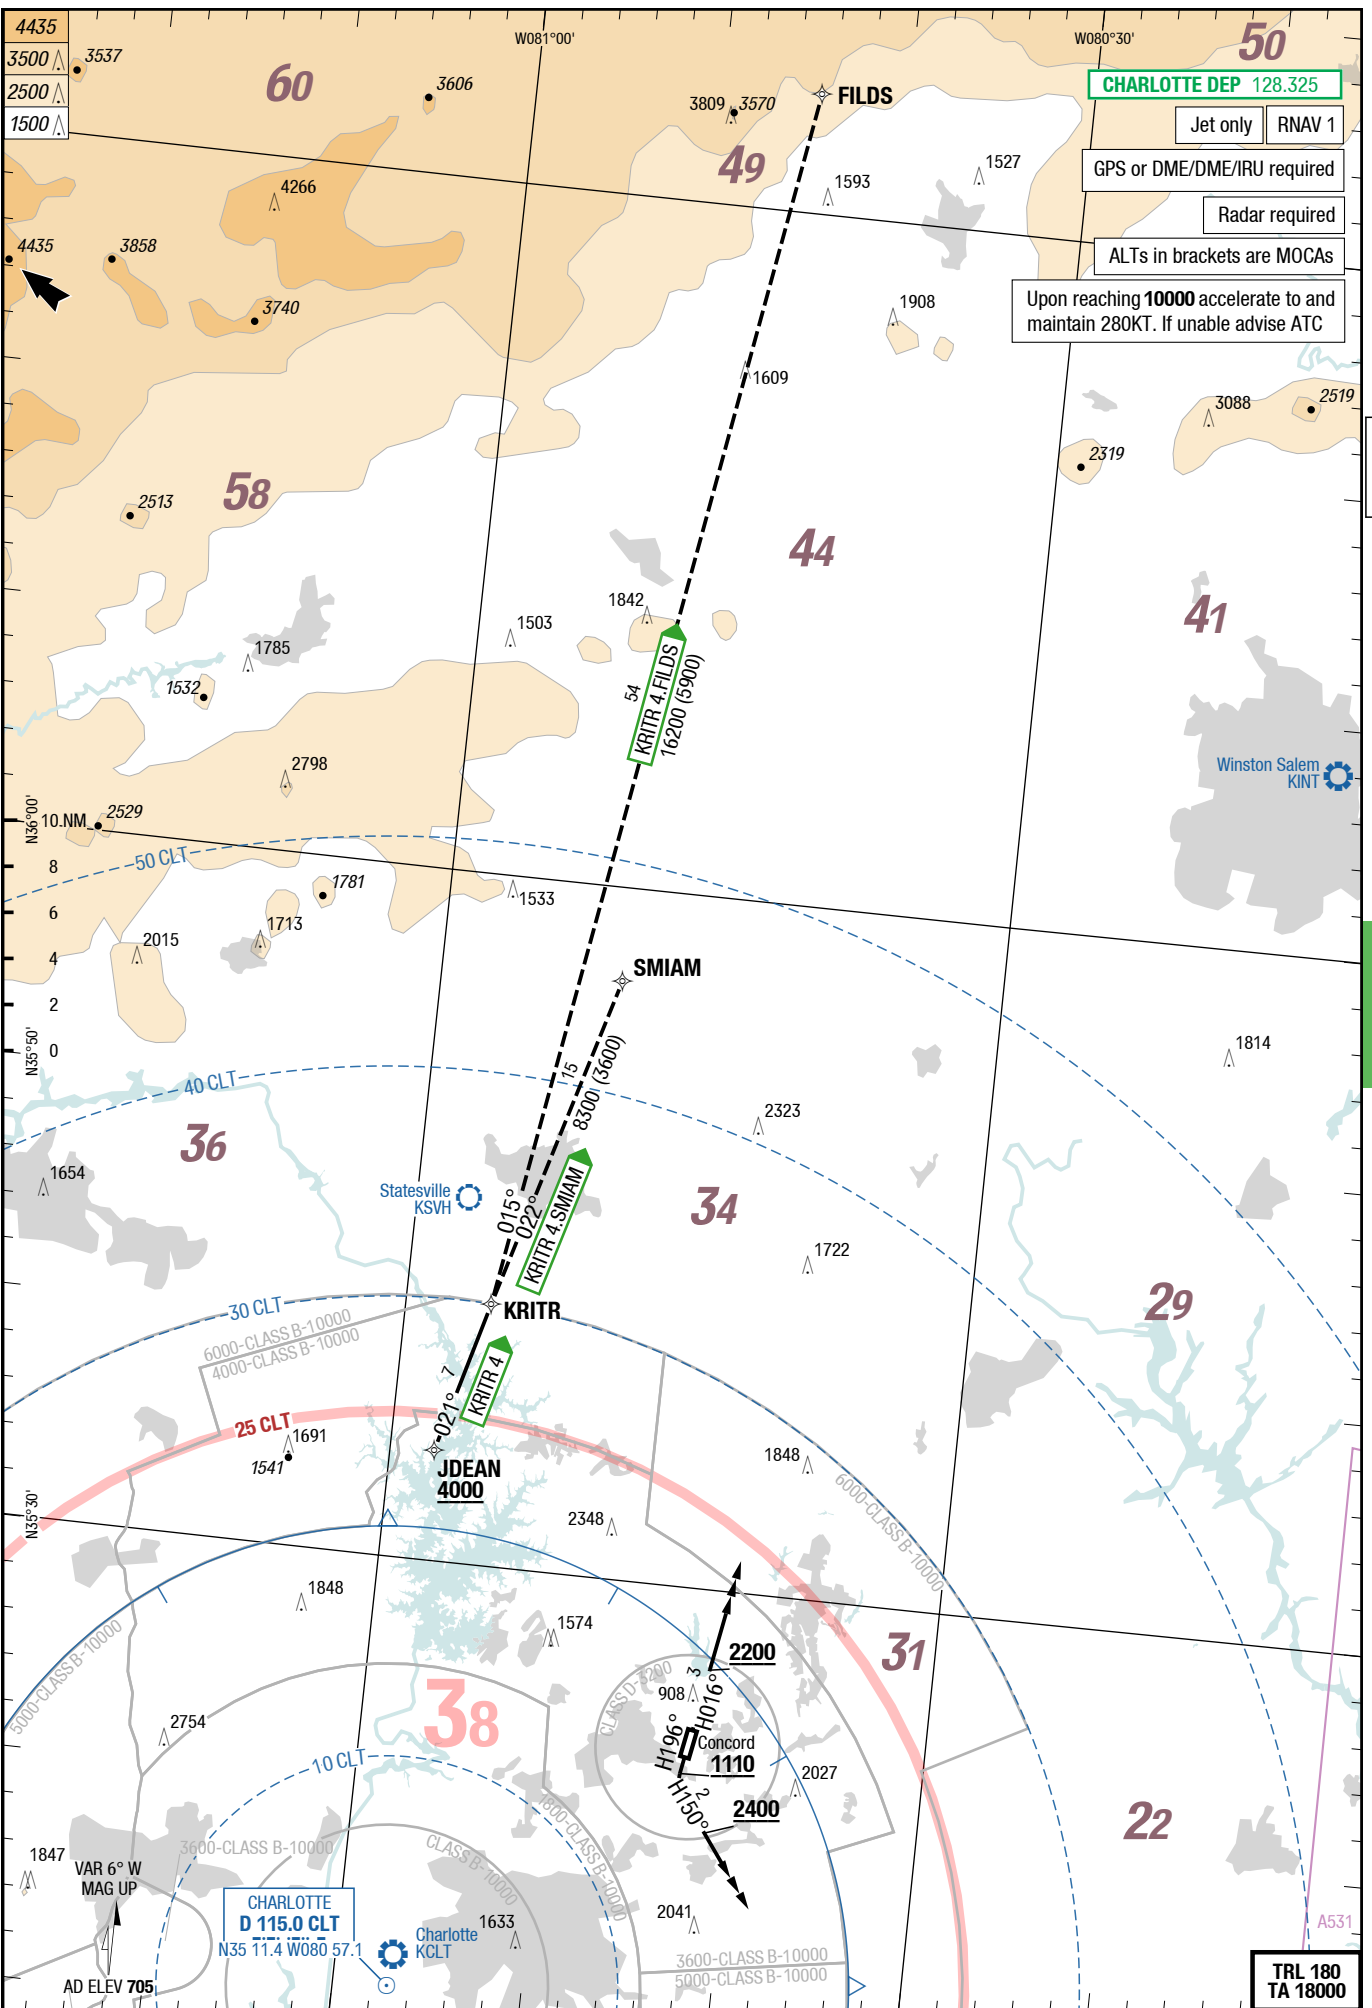 4435
3500
2500
1500
3537
60
3606
W081°00'
W080°30'
50
CHARLOTTE DEP 128.325
Jet only
RNAV 1
GPS or DME/DME/IRU required
Radar required
ALTs in brackets are MOCAs
Upon reaching 10000 accelerate to and
maintain 280KT. If unable advise ATC
3809
3570
FILDS
49
1593
1527
4266
4435
3858
3740
1908
1609
3088
2519
2319
58
2513
44
41
1842
1503
1785
1532
54
KRITR 4.FILDS
16200 (5900)
2798
Winston Salem
KINT
N36°00'
10 NM
2529
8
50 CLT
1781
6
1533
1713
2015
4
SMIAM
2
N35°50'
0
1814
15
8300 (3600)
40 CLT
2323
36
1654
Statesville
KSVH
015°
022°
KRITR 4.SMIAM
34
1722
29
30 CLT
KRITR
6000-CLASS B-10000
4000-CLASS B-10000
7
KRITR 4
021°
25 CLT
1691
1541
JDEAN
4000
1848
6000-CLASS B-10000
N35°30'
2348
1848
1574
5000-CLASS B-10000
31
2200
3
CLASS D-3200
908
H016°
H196°
38
2754
Concord
1110
10 CLT
2027
2
H150°
2400
22
1800-CLASS B-10000
3600-CLASS B-10000
CLASS B-10000
1847
VAR 6° W
MAG UP
CHARLOTTE
D 115.0 CLT
N35 11.4 W080 57.1
Charlotte
KCLT
1633
2041
A531
3600-CLASS B-10000
5000-CLASS B-10000
AD ELEV 705
TRL 180
TA 18000